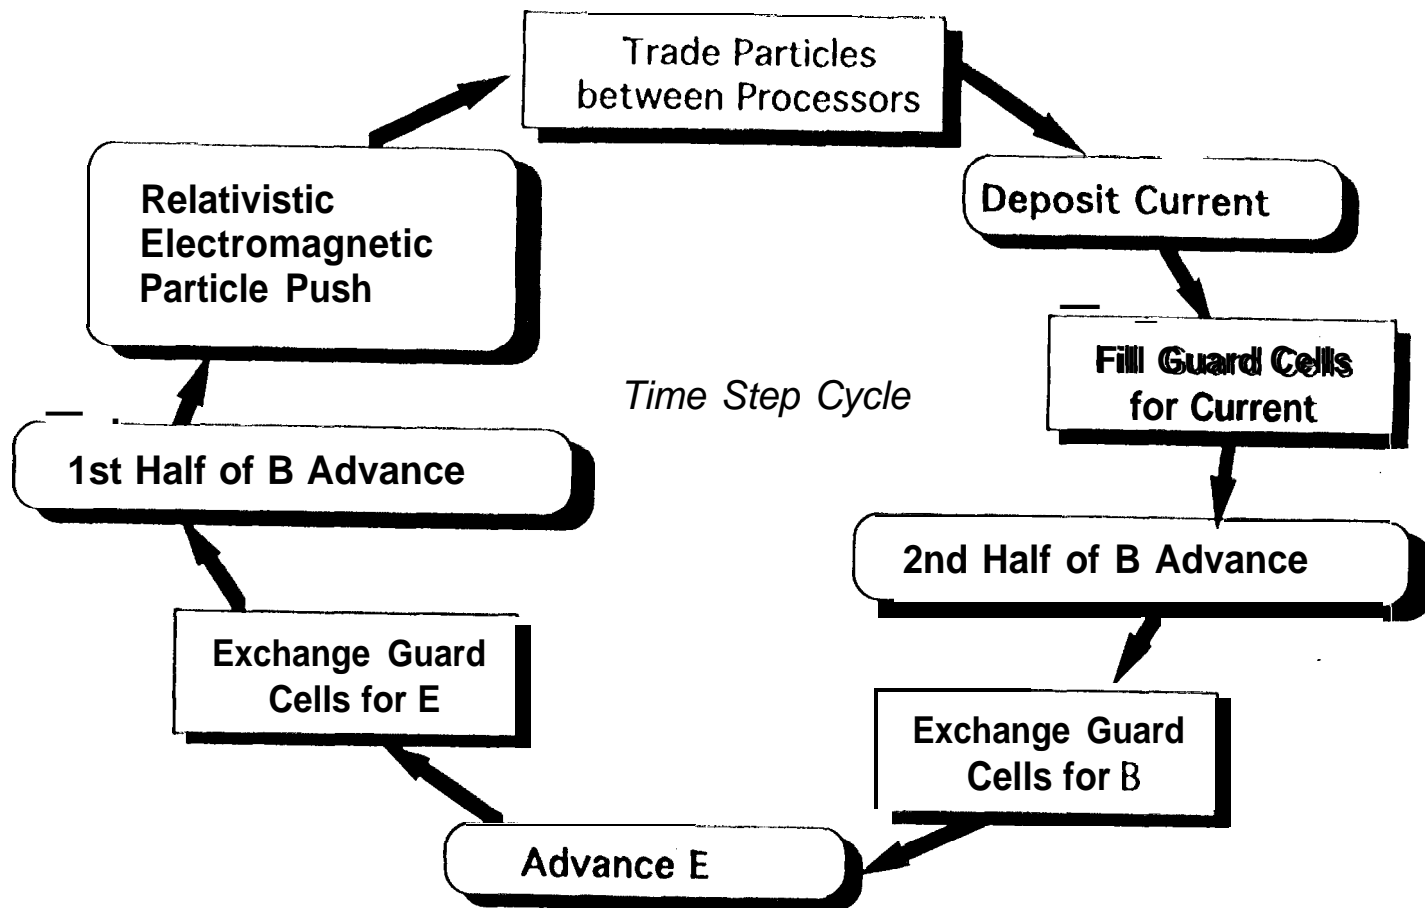 Trade Particles
between Processors
Deposit Current
Fill Guard Cells
for Current
2nd Half of B Advance
Exchange Guard
Cells for B
Advance E
Exchange Guard
Cells for E
1st Half of B Advance
Relativistic
Electromagnetic
Particle Push
Time Step Cycle